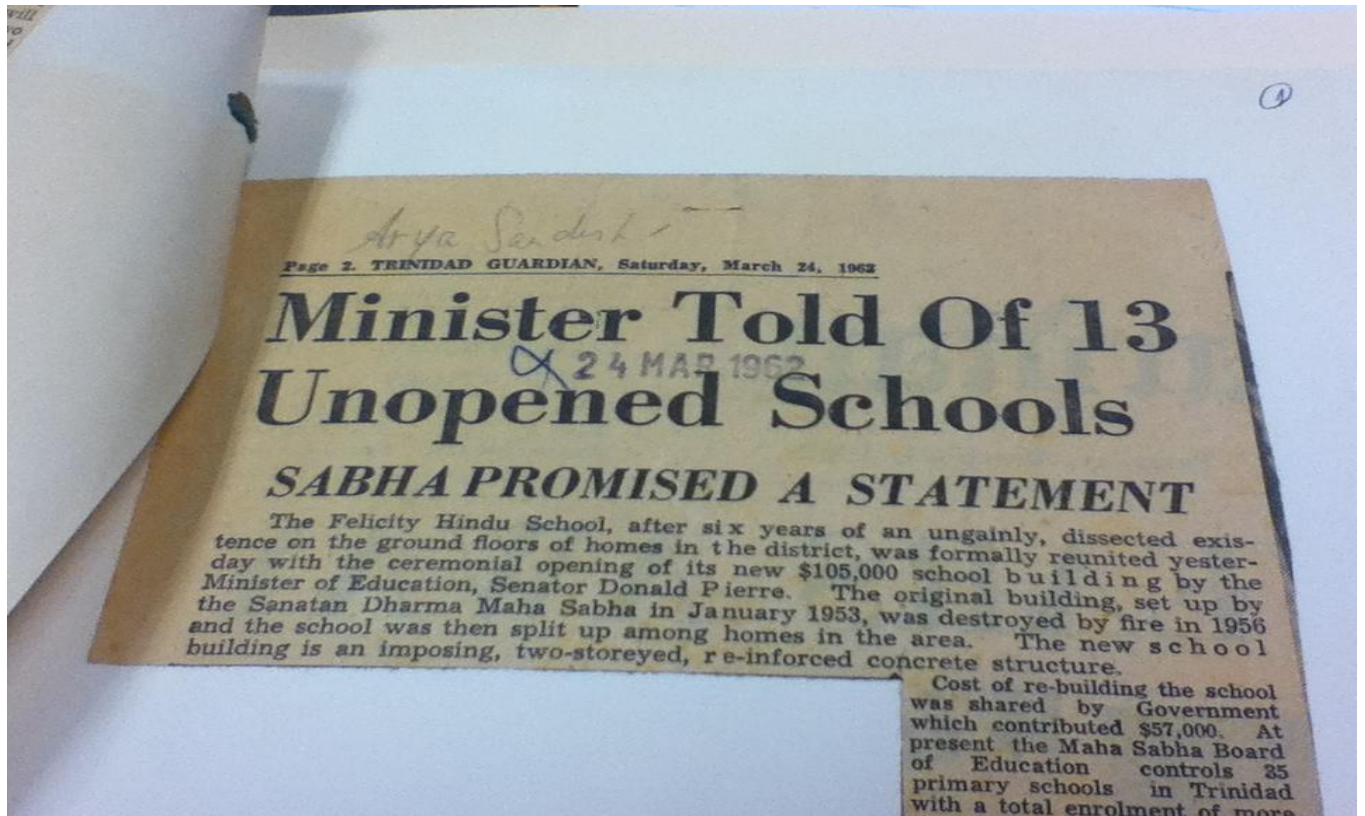 will
1
Arya Sandesh
Page 2. TRINIDAD GUARDIAN, Saturday, March 24, 1962
Minister Told Of 13
24 MAR 1962
Unopened Schools
SABHA PROMISED A STATEMENT
The Felicity Hindu School, after six years of an ungainly, dissected exis-
tence on the ground floors of homes in the district, was formally reunited yester-
day with the ceremonial opening of its new $105,000 school building by the
Minister of Education, Senator Donald Pierre. The original building, set up by
the Sanatan Dharma Maha Sabha in January 1953, was destroyed by fire in 1956
and the school was then split up among homes in the area. The new school
building is an imposing, two-storeyed, re-inforced concrete structure.
Cost of re-building the school
was shared by Government
which contributed $57,000. At
present the Maha Sabha Board
of Education controls 35
primary schools in Trinidad
with a total enrolment of more